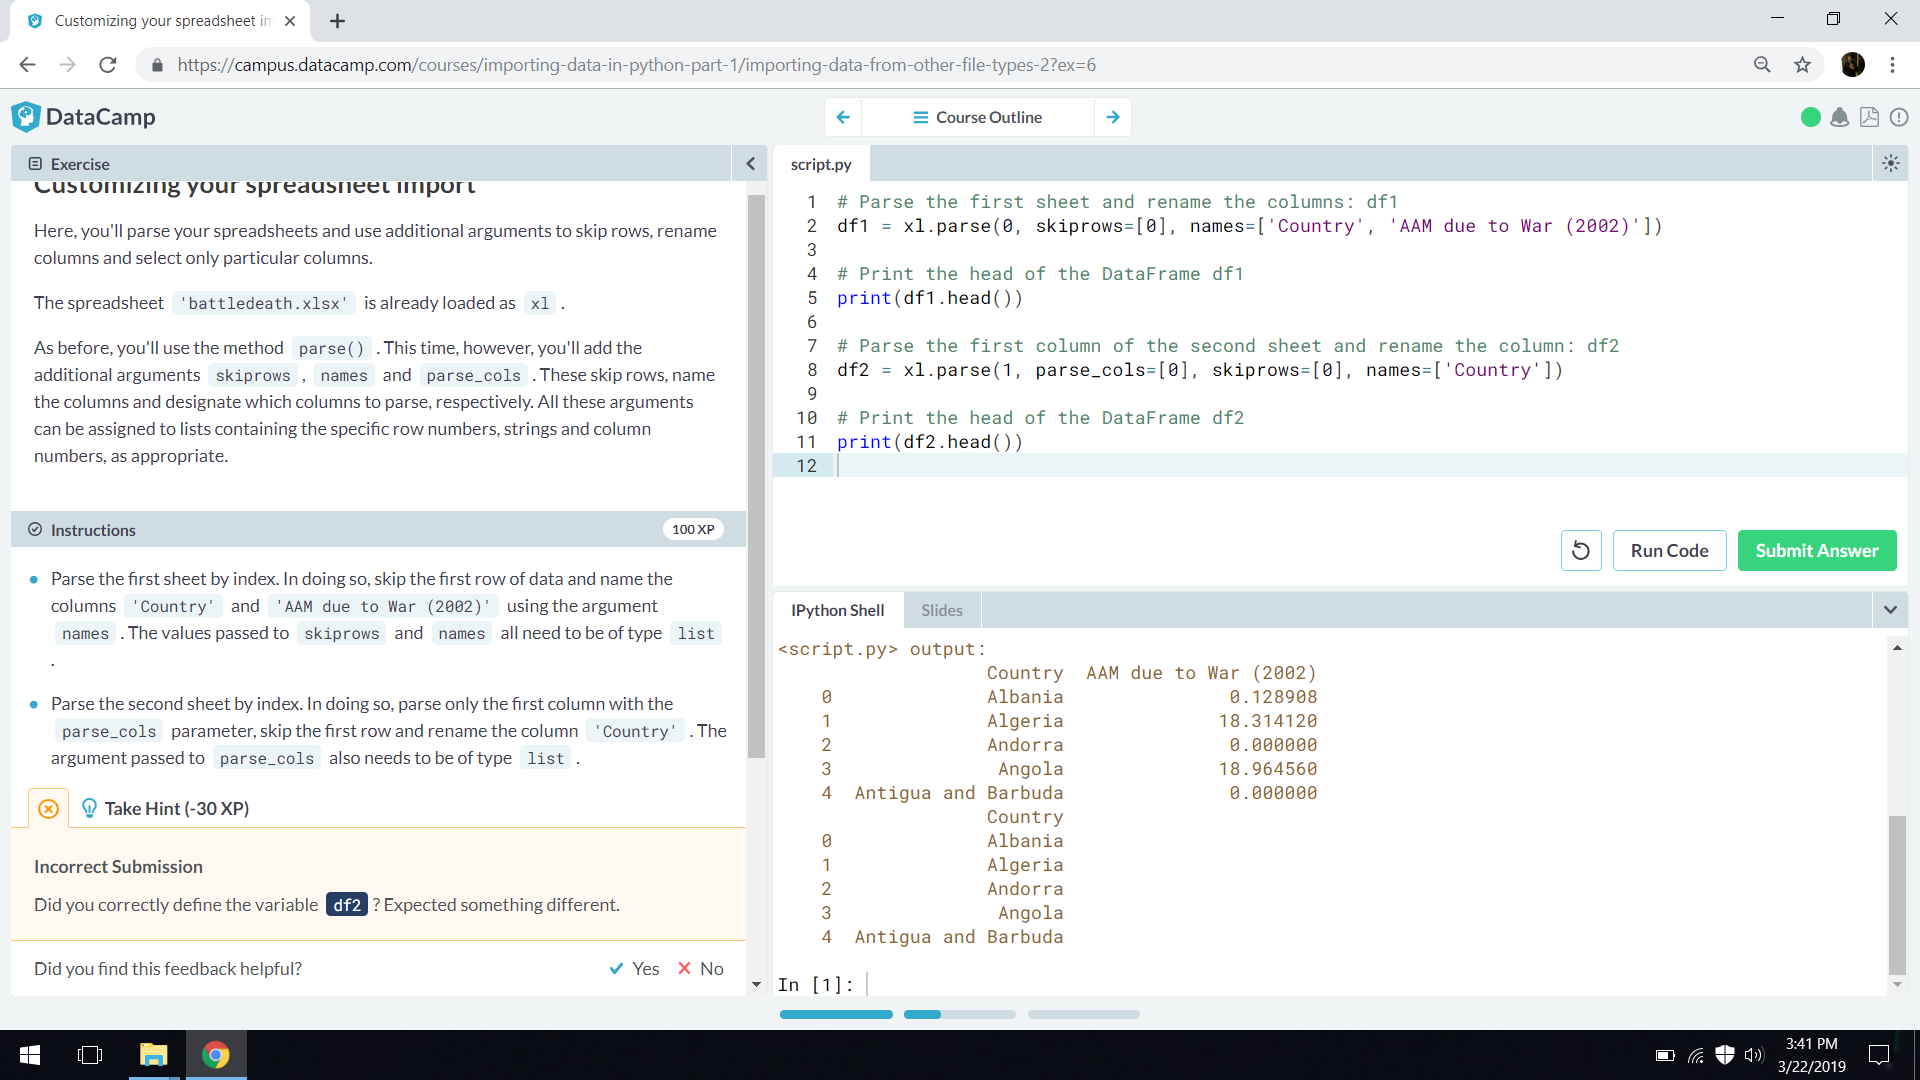 Customizing your spreadsheet im
https://campus.datacamp.com/courses/importing-data-in-python-part-1/importing-data-from-other-file-types-2?ex=6
DataCamp
Course Outline
Exercise
Customizing your spreadsheet import
Here, you'll parse your spreadsheets and use additional arguments to skip rows, rename
columns and select only particular columns.
The spreadsheet 'battledeath.xlsx' is already loaded as xl .
As before, you'll use the method parse() . This time, however, you'll add the
additional arguments skiprows , names and parse_cols . These skip rows, name
the columns and designate which columns to parse, respectively. All these arguments
can be assigned to lists containing the specific row numbers, strings and column
numbers, as appropriate.
Instructions
100 XP
Parse the first sheet by index. In doing so, skip the first row of data and name the
columns 'Country' and 'AAM due to War (2002)' using the argument
names . The values passed to skiprows and names all need to be of type list
.
Parse the second sheet by index. In doing so, parse only the first column with the
parse_cols parameter, skip the first row and rename the column 'Country' . The
argument passed to parse_cols also needs to be of type list .
Take Hint (-30 XP)
Incorrect Submission
Did you correctly define the variable df2 ? Expected something different.
Did you find this feedback helpful?
Yes
No
script.py
1 # Parse the first sheet and rename the columns: df1
2 df1 = xl.parse(0, skiprows=[0], names=['Country', 'AAM due to War (2002)'])
3
4 # Print the head of the DataFrame df1
5 print(df1.head())
6
7 # Parse the first column of the second sheet and rename the column: df2
8 df2 = xl.parse(1, parse_cols=[0], skiprows=[0], names=['Country'])
9
10 # Print the head of the DataFrame df2
11 print(df2.head())
12
Run Code
Submit Answer
IPython Shell
Slides
<script.py> output:
Country AAM due to War (2002)
0 Albania 0.128908
1 Algeria 18.314120
2 Andorra 0.000000
3 Angola 18.964560
4 Antigua and Barbuda 0.000000
Country
0 Albania
1 Algeria
2 Andorra
3 Angola
4 Antigua and Barbuda
In [1]:
3:41 PM
3/22/2019